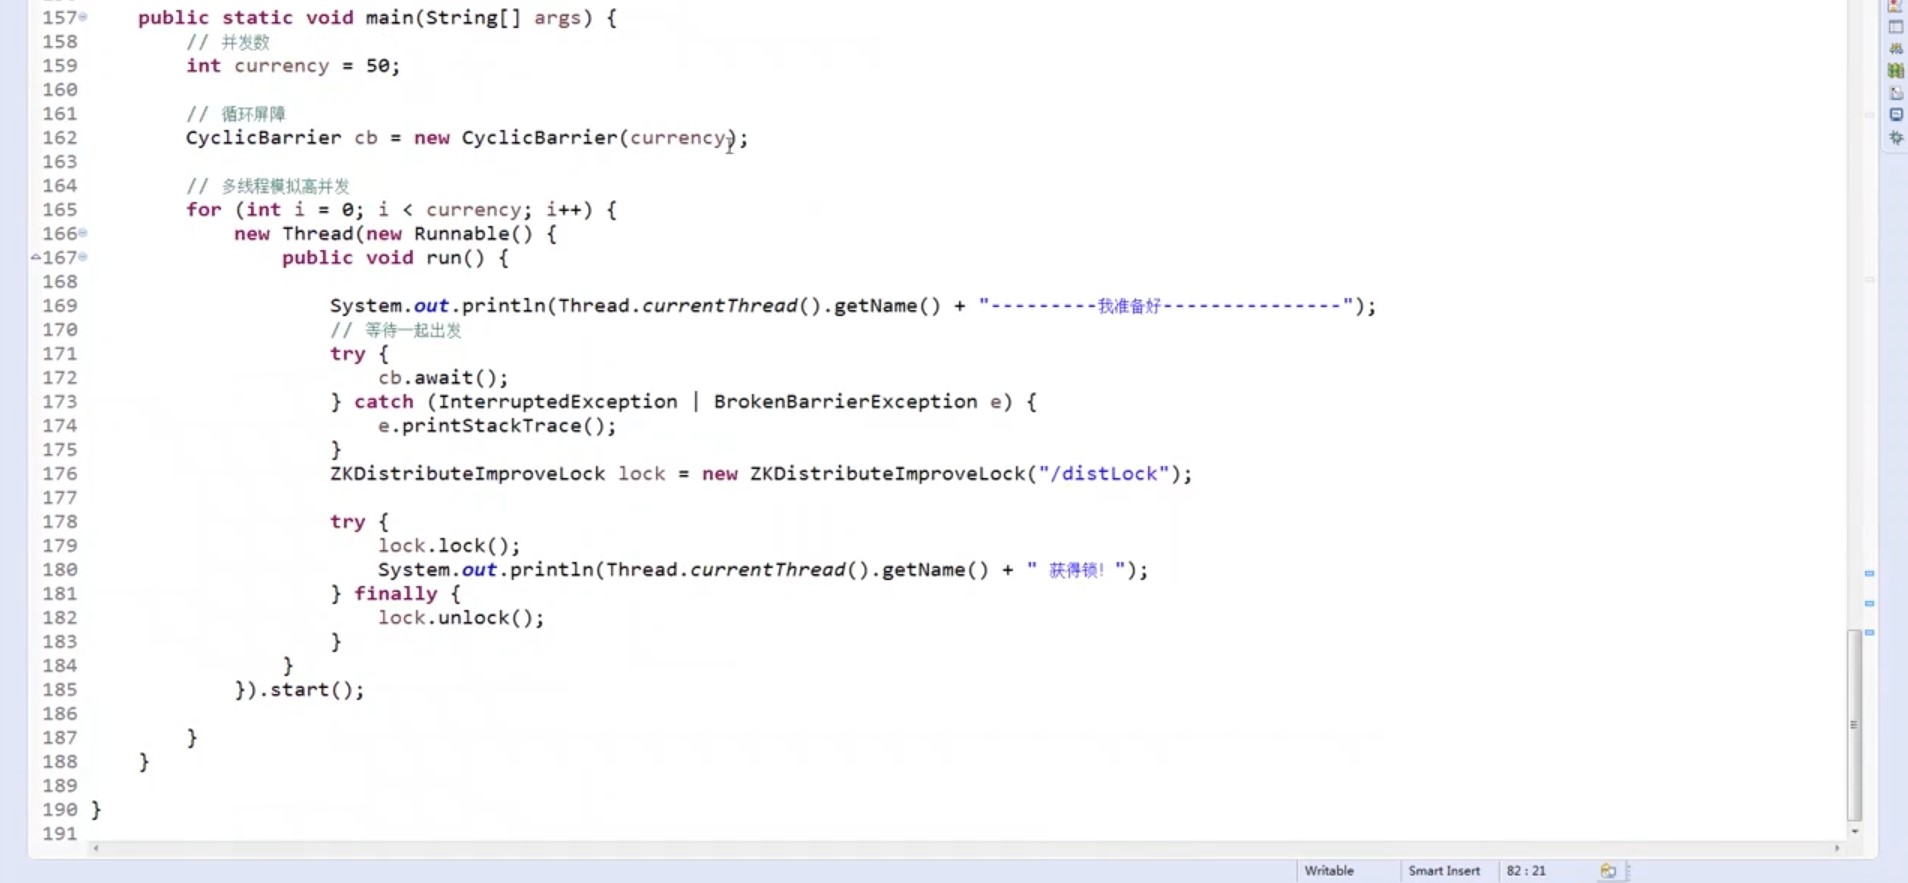 157 public static void main(String[] args) {
158 // 并发数
159 int currency = 50;
160
161 // 循环屏障
162 CyclicBarrier cb = new CyclicBarrier(currency);
163
164 // 多线程模拟高并发
165 for (int i = 0; i < currency; i++) {
166 new Thread(new Runnable() {
167 public void run() {
168
169 System.out.println(Thread.currentThread().getName() + "---------我准备好---------------");
170 // 等待一起出发
171 try {
172 cb.await();
173 } catch (InterruptedException | BrokenBarrierException e) {
174 e.printStackTrace();
175 }
176 ZKDistributeImproveLock lock = new ZKDistributeImproveLock("/distLock");
177
178 try {
179 lock.lock();
180 System.out.println(Thread.currentThread().getName() + " 获得锁！");
181 } finally {
182 lock.unlock();
183 }
184 }
185 }).start();
186
187 }
188 }
189
190 }
191
Writable Smart Insert 82 : 21